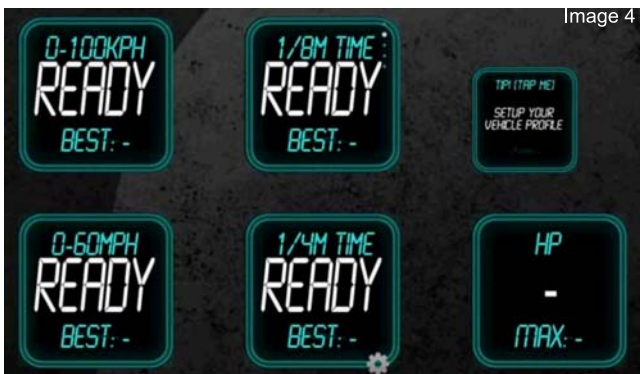 Image 4
0-100KPH
READY
BEST: -
1/8M TIME
READY
BEST: -
TIP! (TAP ME)
SETUP YOUR
VEHICLE PROFILE
0-60MPH
READY
BEST: -
1/4M TIME
READY
BEST: -
HP
-
MAX: -